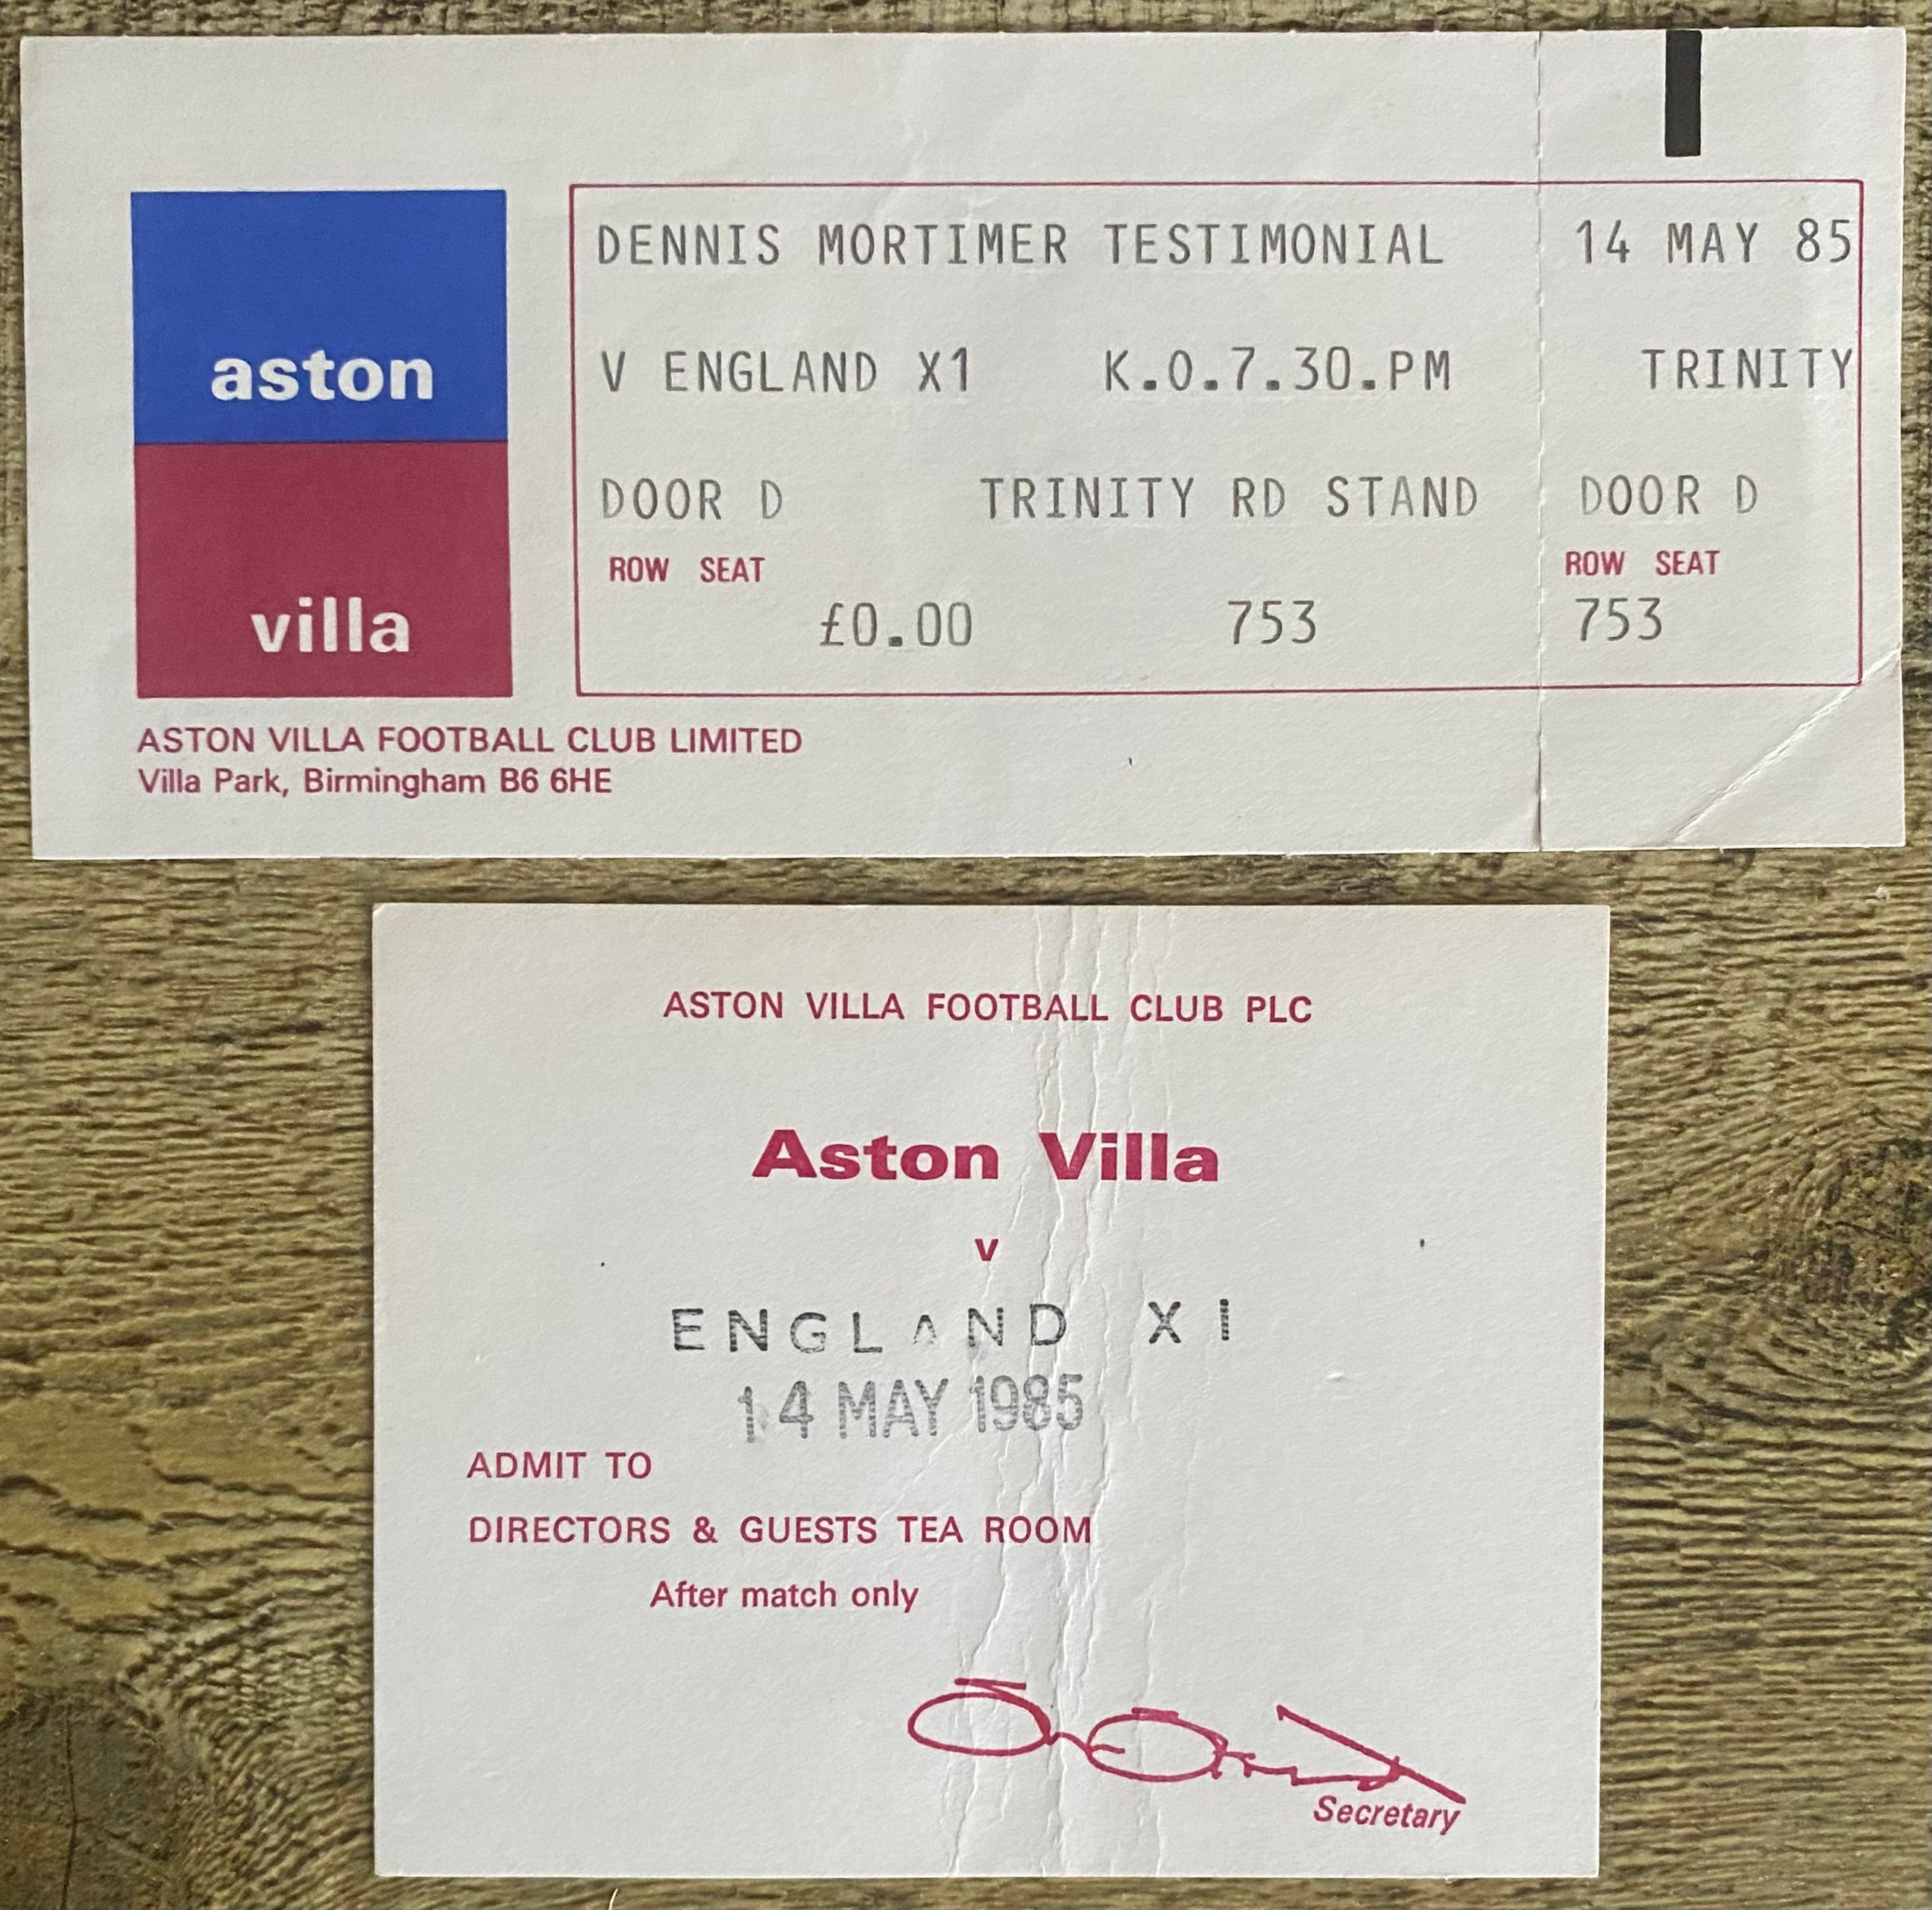 aston
villa
DENNIS MORTIMER TESTIMONIAL 14 MAY 85
V ENGLAND X1 K.O.7.30.PM TRINITY
DOOR D TRINITY RD STAND DOOR D
ROW SEAT ROW SEAT
£0.00 753 753
ASTON VILLA FOOTBALL CLUB LIMITED
Villa Park, Birmingham B6 6HE
ASTON VILLA FOOTBALL CLUB PLC
Aston Villa
v
ENGLAND XI
14 MAY 1985
ADMIT TO
DIRECTORS & GUESTS TEA ROOM
After match only
Secretary